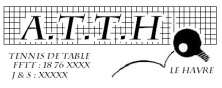 A.T.T.H
TENNIS DE TABLE
FFTT : 18 76 XXXX
J & S : XXXXX
LE HAVRE